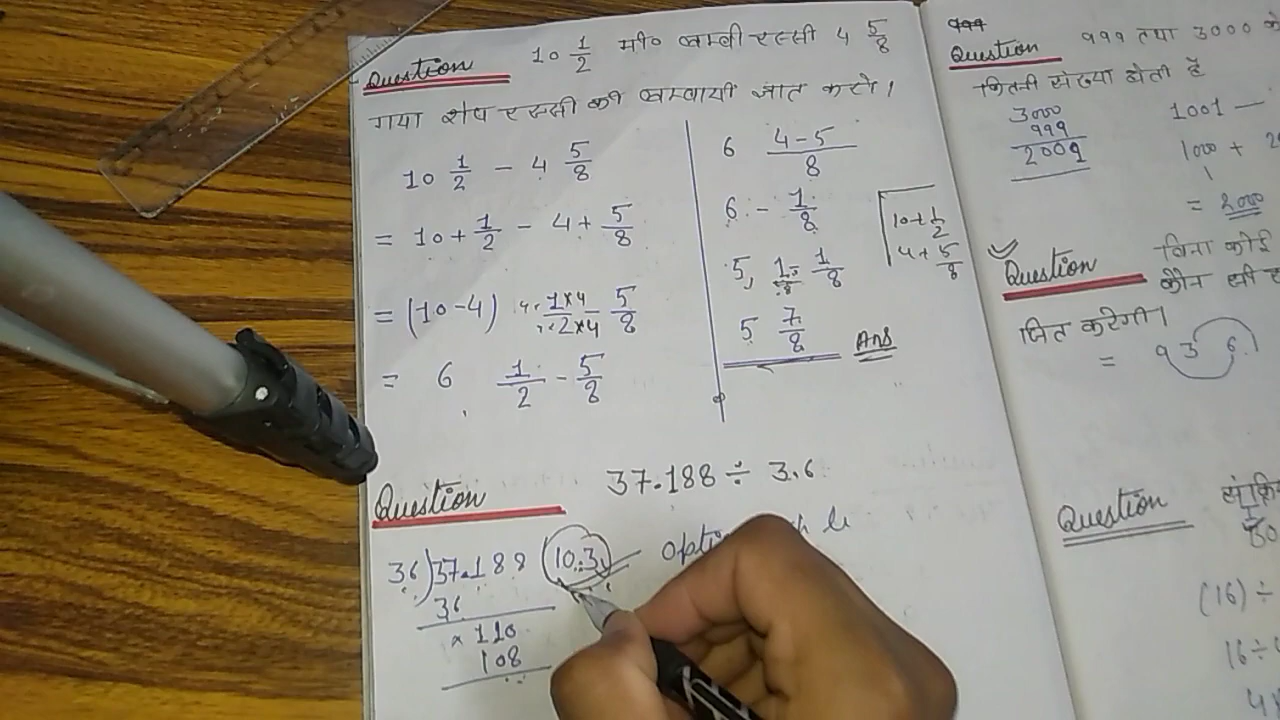 Question 10 1/2 मी० लम्बी रस्सी 4 5/8
गया शेष रस्सी की लम्बायी ज्ञात करो।
10 1/2 - 4 5/8
= 10 + 1/2 - 4 + 5/8
= (10-4) 1×4/2×4 - 5/8
= 6 1/2 - 5/8
6 4-5/8
6 - 1/8
5, 1 - 1/8
5 7/8 Ans
10+1/2
4+5/8
Question 37.188 ÷ 3.6
36)37.188(10.3
36
×110
108
999
Question 999 तथा 3000 के
कितनी संख्या होती है
3000
999
2001
1001 —
1000 +
= 2000
Question बिना कोई
कौन सी
जित करेगी।
= 936
Question
(16) ÷
16÷